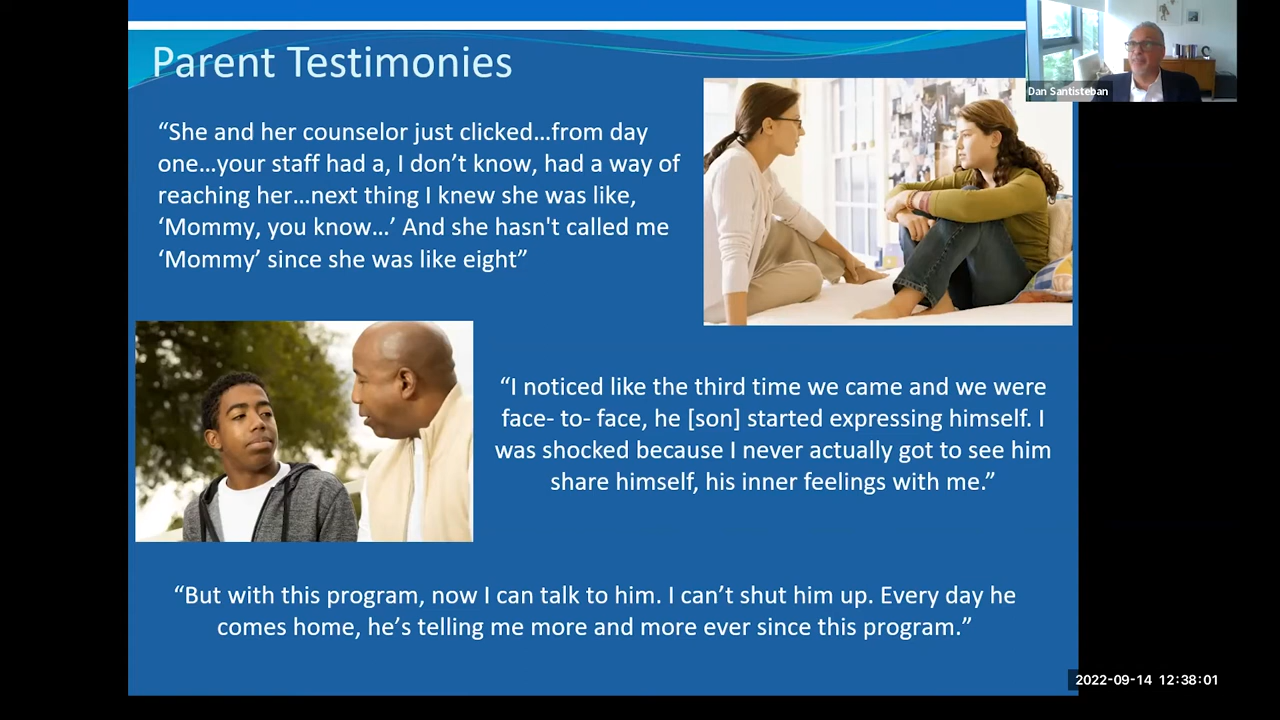 Parent Testimonies
Dan Santisteban
“She and her counselor just clicked…from day
one…your staff had a, I don’t know, had a way of
reaching her…next thing I knew she was like,
‘Mommy, you know…’ And she hasn't called me
‘Mommy’ since she was like eight”
“I noticed like the third time we came and we were
face- to- face, he [son] started expressing himself. I
was shocked because I never actually got to see him
share himself, his inner feelings with me.”
“But with this program, now I can talk to him. I can’t shut him up. Every day he
comes home, he’s telling me more and more ever since this program.”
2022-09-14 12:38:01